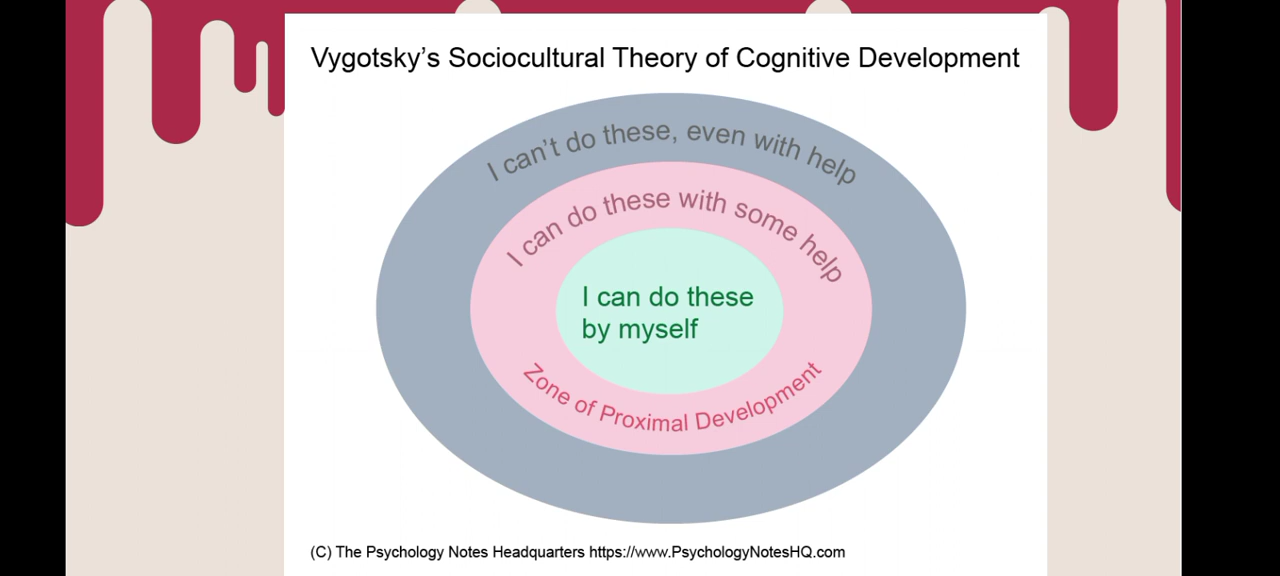 Vygotsky's Sociocultural Theory of Cognitive Development
I can't do these, even with help
I can do these with some help
I can do these
by myself
Zone of Proximal Development
(C) The Psychology Notes Headquarters https://www.PsychologyNotesHQ.com